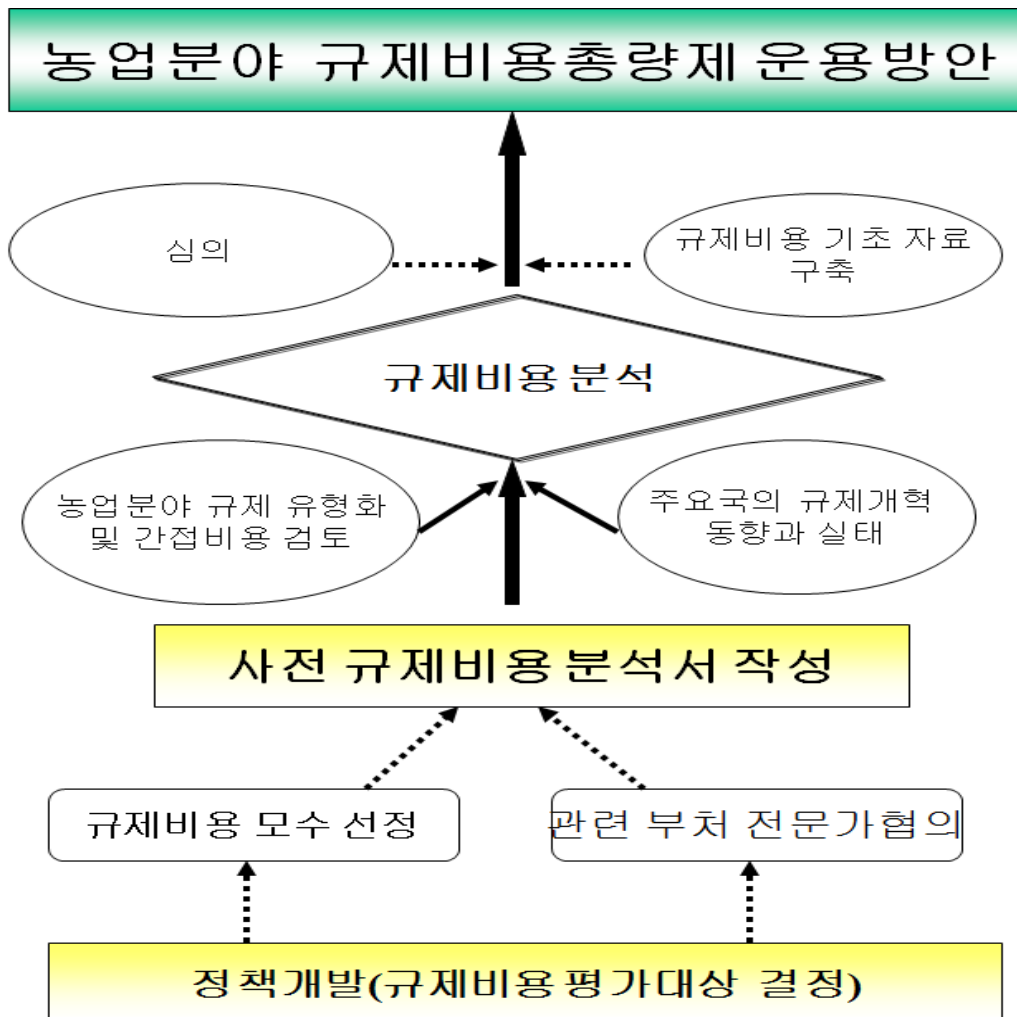 농업분야 규제비용총량제 운용방안
심의
규제비용 기초 자료
구축
규제비용 분석
농업분야 규제 유형화
및 간접비용 검토
주요국의 규제개혁
동향과 실태
사전 규제비용 분석서 작성
규제비용 모수 선정
관련 부처 전문가협의
정책개발(규제비용 평가대상 결정)